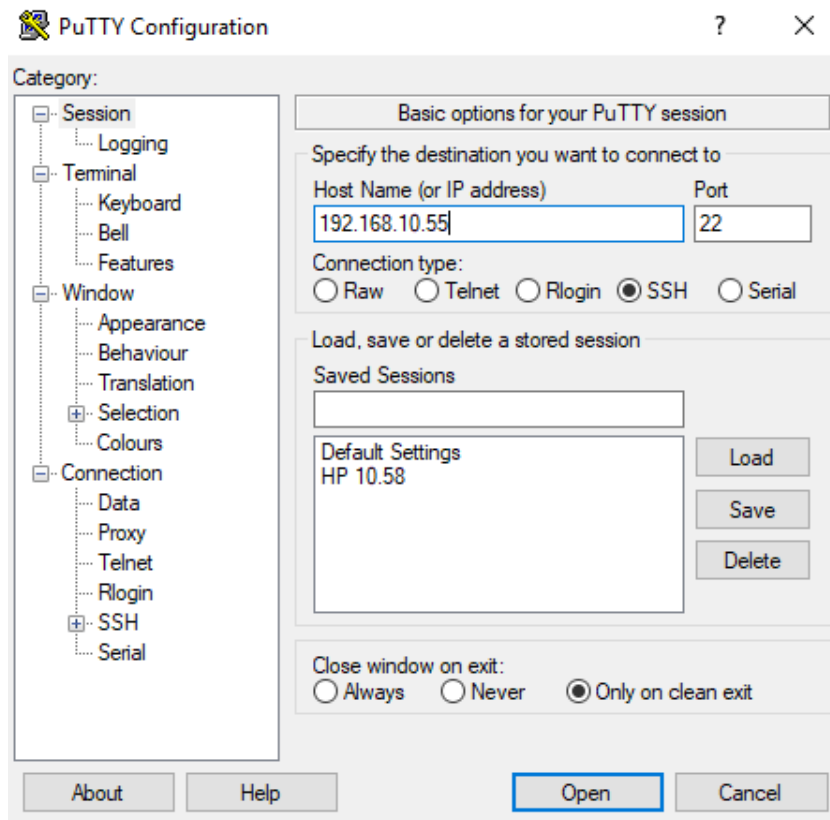 PuTTY Configuration
?
Category:
Session
Logging
Terminal
Keyboard
Bell
Features
Window
Appearance
Behaviour
Translation
Selection
Colours
Connection
Data
Proxy
Telnet
Rlogin
SSH
Serial
Basic options for your PuTTY session
Specify the destination you want to connect to
Host Name (or IP address) Port
192.168.10.55 22
Connection type:
Raw Telnet Rlogin SSH Serial
Load, save or delete a stored session
Saved Sessions
Default Settings
HP 10.58
Load
Save
Delete
Close window on exit:
Always Never Only on clean exit
About Help Open Cancel